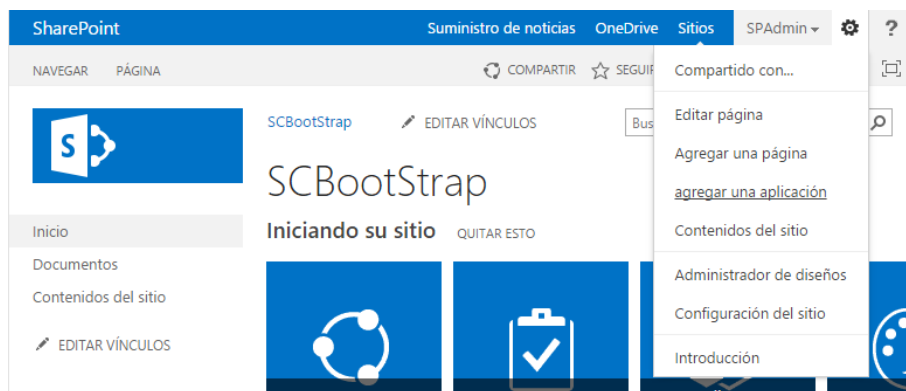 SharePoint
Suministro de noticias OneDrive Sitios SPAdmin ?
NAVEGAR PÁGINA
COMPARTIR SEGUIR
Compartido con...
Editar página
Agregar una página
agregar una aplicación
Contenidos del sitio
Administrador de diseños
Configuración del sitio
Introducción
S
SCBootStrap EDITAR VÍNCULOS
Bus
SCBootStrap
Iniciando su sitio QUITAR ESTO
Inicio
Documentos
Contenidos del sitio
EDITAR VÍNCULOS